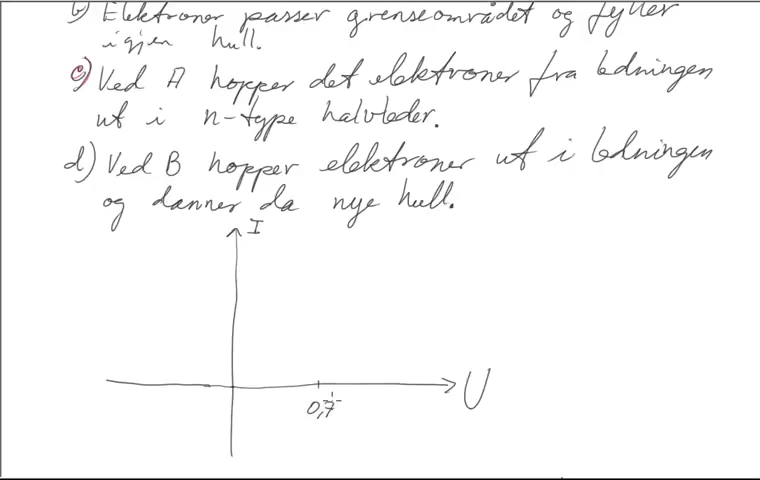 b) Elektroner passer grenseområdet og fyller
igjen hull.
c) Ved A hopper det elektroner fra ledningen
ut i n-type halvleder.
d) Ved B hopper elektroner ut i ledningen
og danner da nye hull.
I
U
0,7